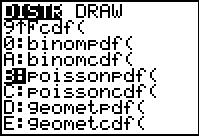 DISTR DRAW
9↑fcdf(
0:binompdf(
A:binomcdf(
B:poissonpdf(
C:poissoncdf(
D:geometpdf(
E:geometcdf(